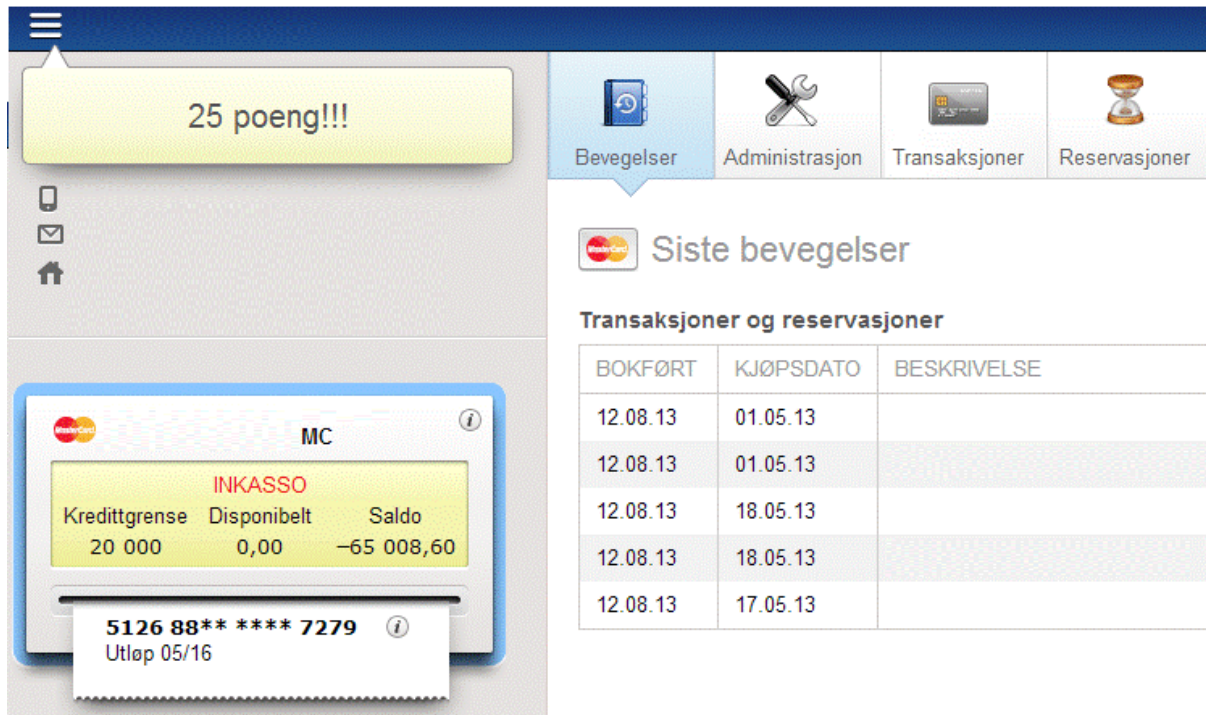 25 poeng!!!
Bevegelser Administrasjon Transaksjoner Reservasjoner
MasterCard Siste bevegelser
Transaksjoner og reservasjoner
BOKFØRT KJØPSDATO BESKRIVELSE
12.08.13 01.05.13
12.08.13 01.05.13
12.08.13 18.05.13
12.08.13 18.05.13
12.08.13 17.05.13
MasterCard MC i
INKASSO
Kredittgrense Disponibelt Saldo
20 000 0,00 −65 008,60
5126 88** **** 7279 i
Utløp 05/16